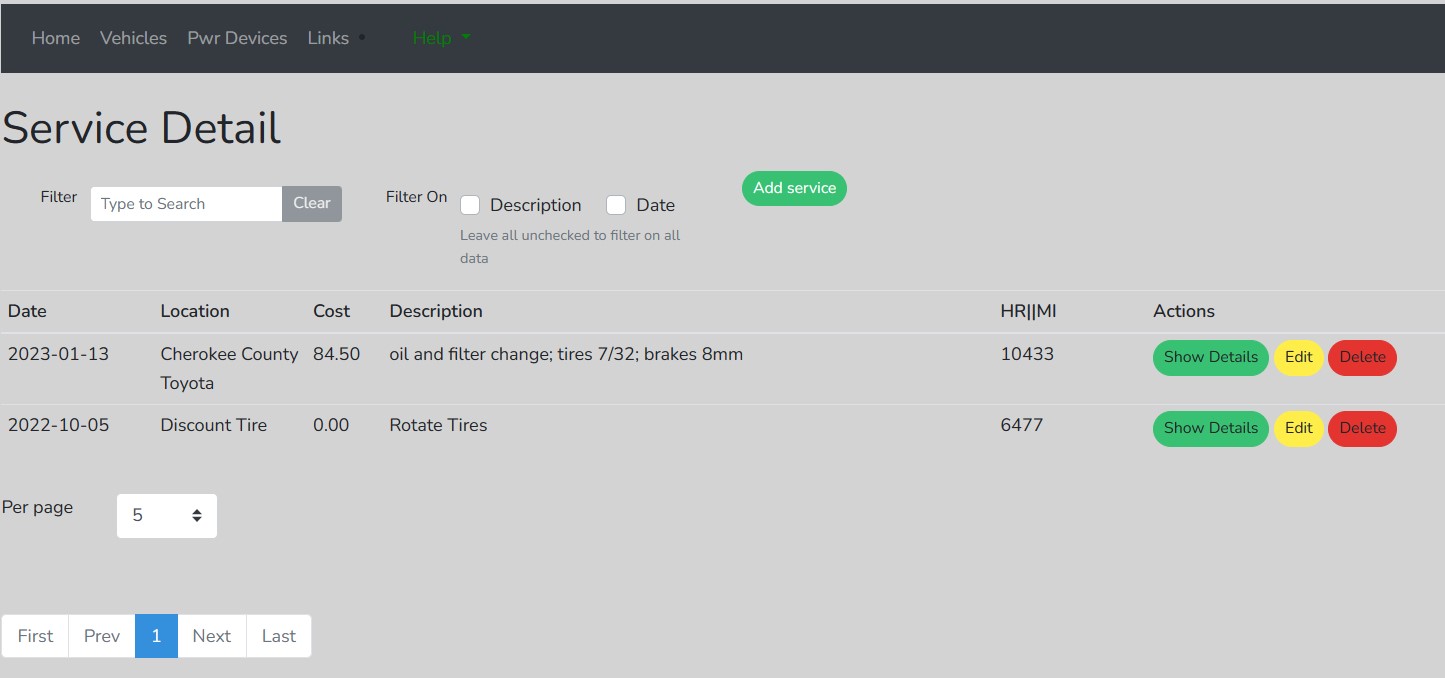 Home Vehicles Pwr Devices Links Help
Service Detail
Filter Type to Search Clear Filter On Description Date Add service
Leave all unchecked to filter on all
data
Date Location Cost Description HR||MI Actions
2023-01-13 Cherokee County 84.50 oil and filter change; tires 7/32; brakes 8mm 10433 Show Details Edit Delete
Toyota
2022-10-05 Discount Tire 0.00 Rotate Tires 6477 Show Details Edit Delete
Per page 5
First Prev 1 Next Last